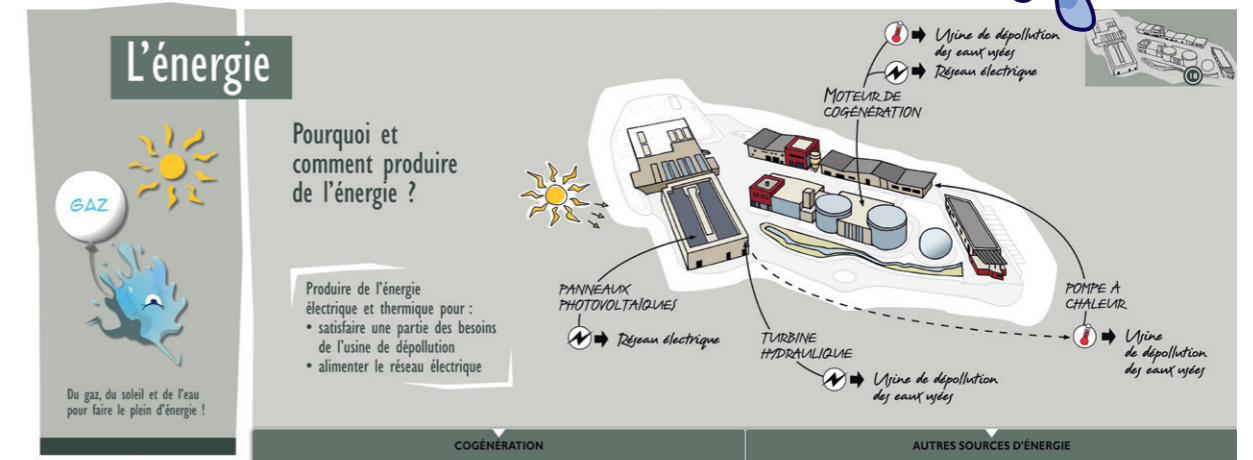 L'énergie
GAZ
Du gaz, du soleil et de l'eau
pour faire le plein d'énergie !
Pourquoi et
comment produire
de l'énergie ?
Produire de l'énergie
électrique et thermique pour :
• satisfaire une partie des besoins
de l'usine de dépollution
• alimenter le réseau électrique
Usine de dépollution
des eaux usées
Réseau électrique
MOTEUR DE
COGÉNÉRATION
PANNEAUX
PHOTOVOLTAÏQUES
Réseau électrique
TURBINE
HYDRAULIQUE
Usine de dépollution
des eaux usées
POMPE À
CHALEUR
Usine
de dépollution
des eaux usées
COGÉNÉRATION
AUTRES SOURCES D'ÉNERGIE